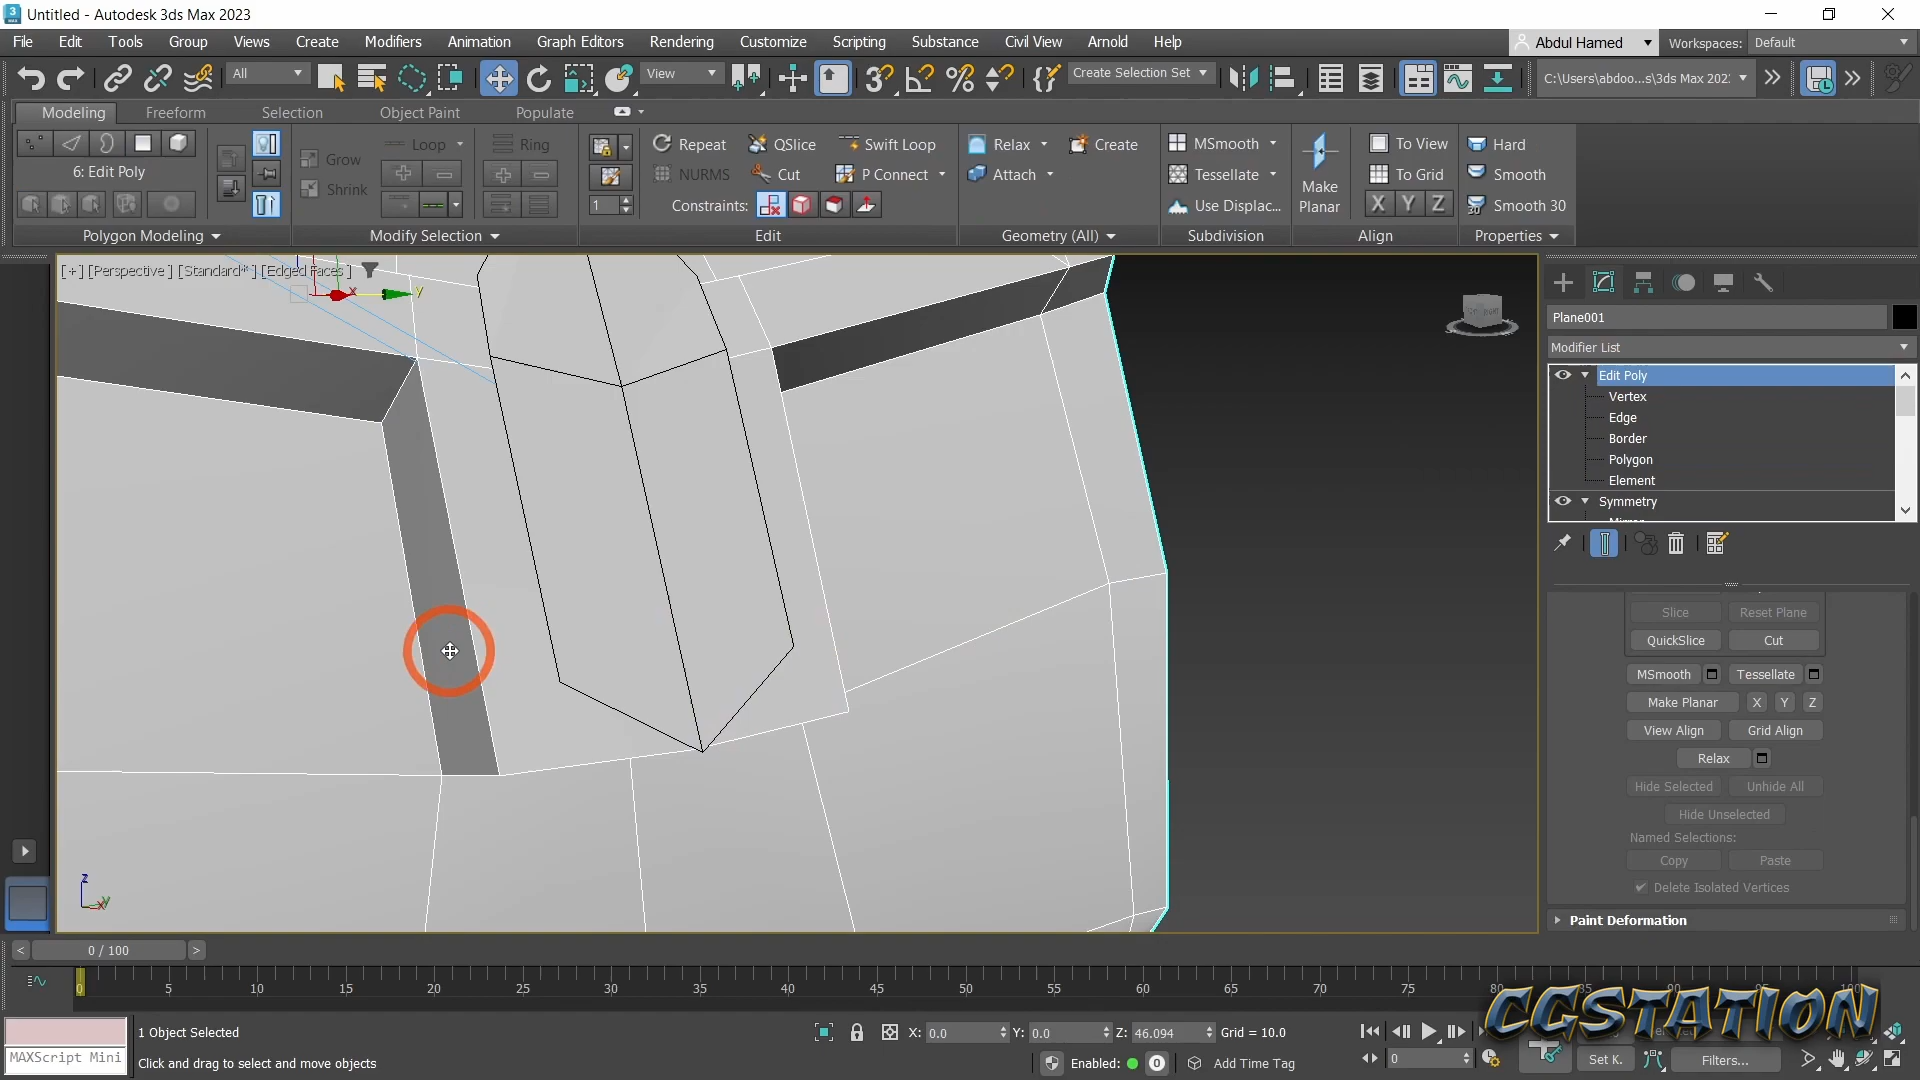 Untitled - Autodesk 3ds Max 2023
File Edit Tools Group Views Create Modifiers Animation Graph Editors Rendering Customize Scripting Substance Civil View Arnold Help
Abdul Hamed
Workspaces: Default
All
View
Create Selection Set
C:\Users\abdoo...s\3ds Max 202
Modeling Freeform Selection Object Paint Populate
6: Edit Poly
Polygon Modeling
Grow
Shrink
Loop
Ring
Modify Selection
Repeat QSlice Swift Loop
NURMS Cut P Connect
1
Constraints:
Edit
Relax Create
Attach
Geometry (All)
MSmooth
Tessellate
Use Displac...
Subdivision
Make
Planar
To View
To Grid
X Y Z
Align
Hard
Smooth
Smooth 30
Properties
[+] [Perspective ] [Standard* ] [Edged Faces ]
x
y
z
Plane001
Modifier List
Edit Poly
Vertex
Edge
Border
Polygon
Element
Symmetry
Slice Reset Plane
QuickSlice Cut
MSmooth Tessellate
Make Planar X Y Z
View Align Grid Align
Relax
Hide Selected Unhide All
Hide Unselected
Named Selections:
Copy Paste
Delete Isolated Vertices
Paint Deformation
< 0 / 100 >
0 5 10 15 20 25 30 35 40 45 50 55 60 65 70 75 80
CGSTATION
1 Object Selected
X: 0.0 Y: 0.0 Z: 46.094 Grid = 10.0
MAXScript Mini
Click and drag to select and move objects
Enabled: 0 Add Time Tag
0
Set K. Filters...